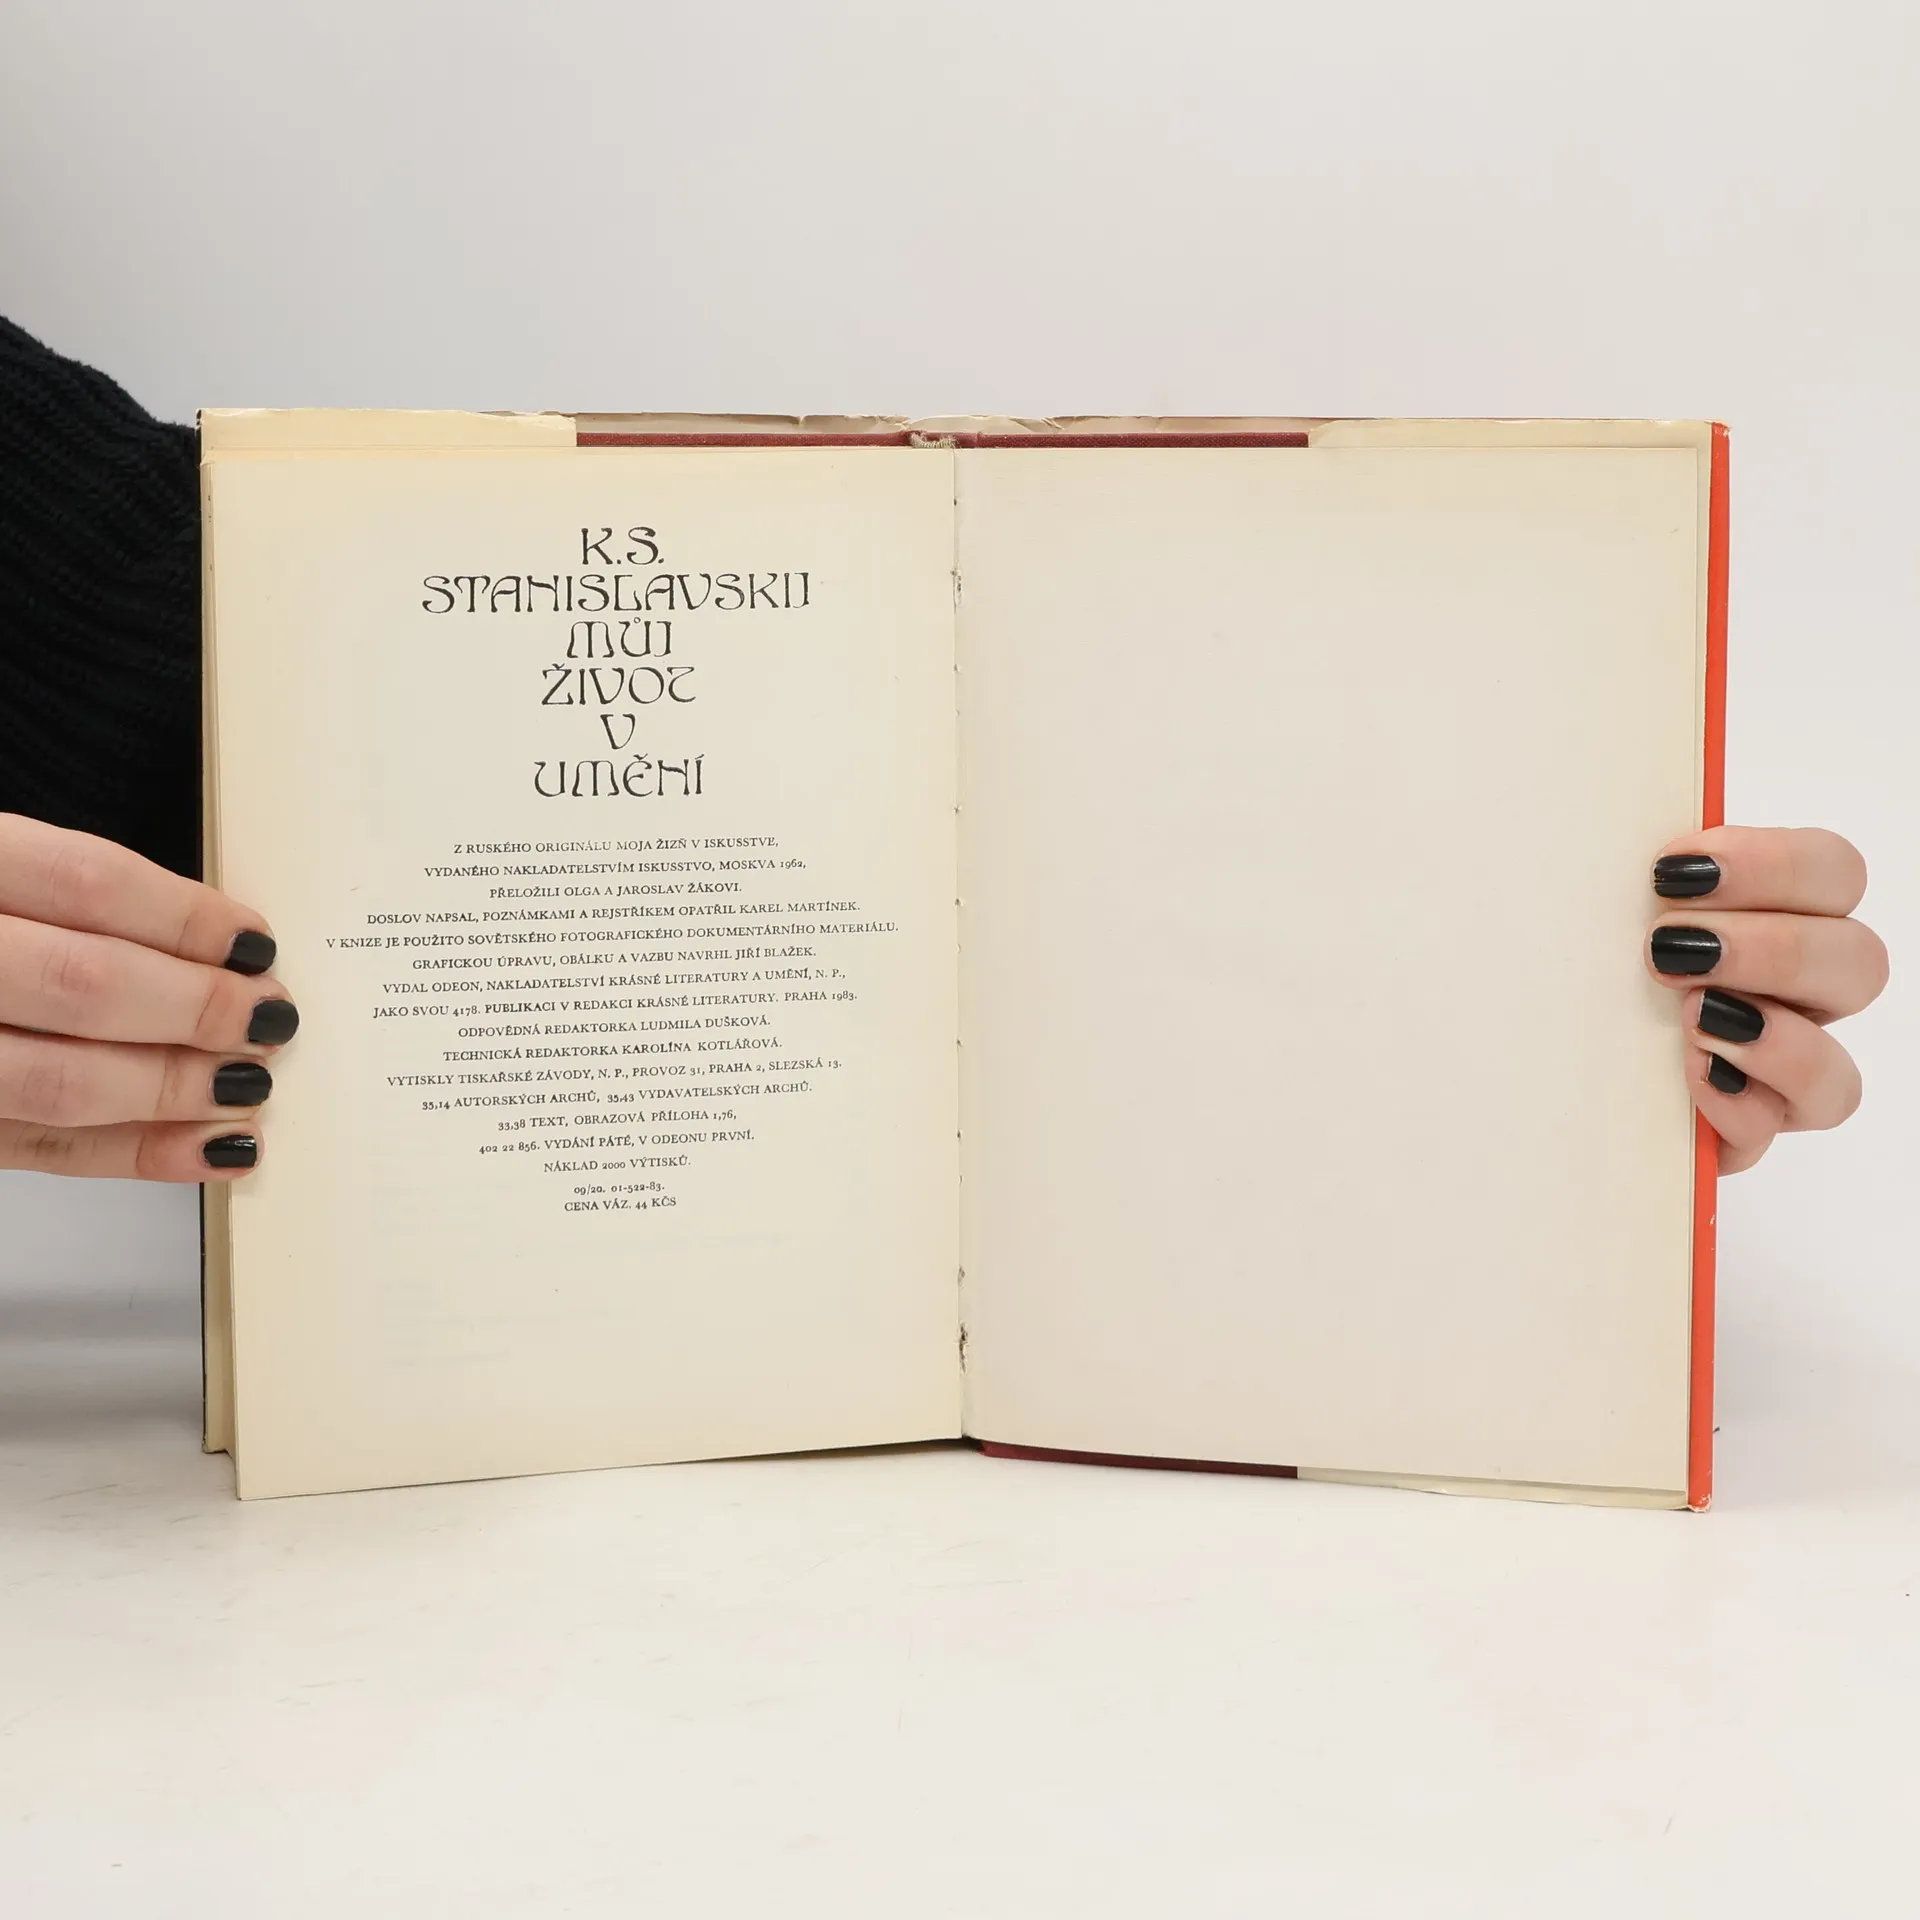 K.S.
STANISLAVSKIJ
MŮJ
ŽIVOT
V
UMĚNÍ
Z RUSKÉHO ORIGINÁLU MOJA ŽIZŇ V ISKUSSTVE,
VYDANÉHO NAKLADATELSTVÍM ISKUSSTVO, MOSKVA 1962,
PŘELOŽILI OLGA A JAROSLAV ŽÁKOVI.
DOSLOV NAPSAL, POZNÁMKAMI A REJSTŘÍKEM OPATŘIL KAREL MARTÍNEK.
V KNIZE JE POUŽITO SOVĚTSKÉHO FOTOGRAFICKÉHO DOKUMENTÁRNÍHO MATERIÁLU.
GRAFICKOU ÚPRAVU, OBÁLKU A VAZBU NAVRHL JIŘÍ BLAŽEK.
VYDAL ODEON, NAKLADATELSTVÍ KRÁSNÉ LITERATURY A UMĚNÍ, N. P.,
JAKO SVOU 4178. PUBLIKACI V REDAKCI KRÁSNÉ LITERATURY. PRAHA 1983.
ODPOVĚDNÁ REDAKTORKA LUDMILA DUŠKOVÁ.
TECHNICKÁ REDAKTORKA KAROLÍNA KOTLÁŘOVÁ.
VYTISKLY TISKAŘSKÉ ZÁVODY, N. P., PROVOZ 31, PRAHA 2, SLEZSKÁ 13.
35,14 AUTORSKÝCH ARCHŮ, 35,43 VYDAVATELSKÝCH ARCHŮ.
33,38 TEXT, OBRAZOVÁ PŘÍLOHA 1,76,
402 22 856. VYDÁNÍ PÁTÉ, V ODEONU PRVNÍ.
NÁKLAD 2000 VÝTISKŮ.
09/20. 01-522-83.
CENA VÁZ. 44 KČS